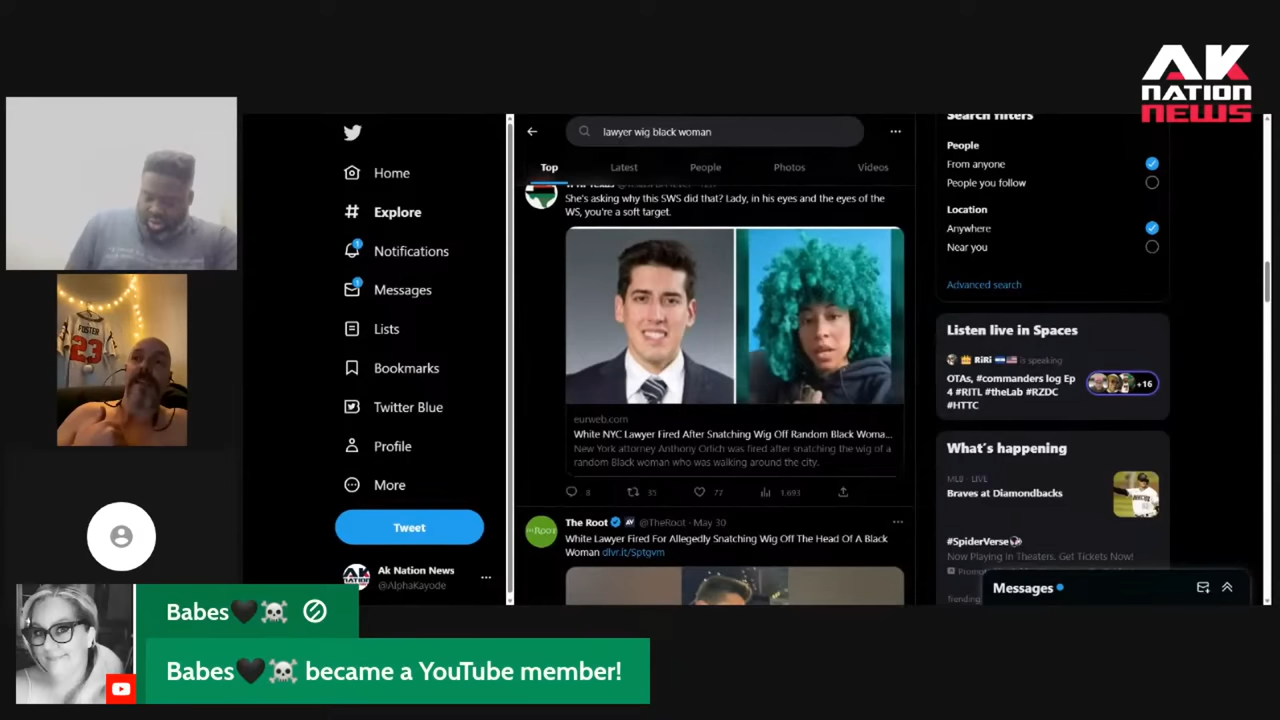 AK
NATION
NEWS
FOSTER
23
Home
Explore
Notifications
Messages
Lists
Bookmarks
Twitter Blue
Profile
More
Tweet
Ak Nation News
@AlphaKayode
lawyer wig black woman
Top
Latest
People
Photos
Videos
She's asking why this SWS did that? Lady, in his eyes and the eyes of the
WS, you're a soft target.
eurweb.com
White NYC Lawyer Fired After Snatching Wig Off Random Black Woma...
New York attorney Anthony Orlich was fired after snatching the wig of a
random Black woman who was walking around the city.
8
35
77
1,693
The Root @TheRoot · May 30
White Lawyer Fired For Allegedly Snatching Wig Off The Head Of A Black
Woman dlvr.it/Sptgvm
Search filters
People
From anyone
People you follow
Location
Anywhere
Near you
Advanced search
Listen live in Spaces
RiRi is speaking
OTAs, #commanders log Ep
4 #RITL #theLab #RZDC
#HTTC
+16
What's happening
MLB · LIVE
Braves at Diamondbacks
#SpiderVerse
Now Playing in Theaters. Get Tickets Now!
Trending
Messages
Babes🖤☠️
Babes🖤☠️ became a YouTube member!